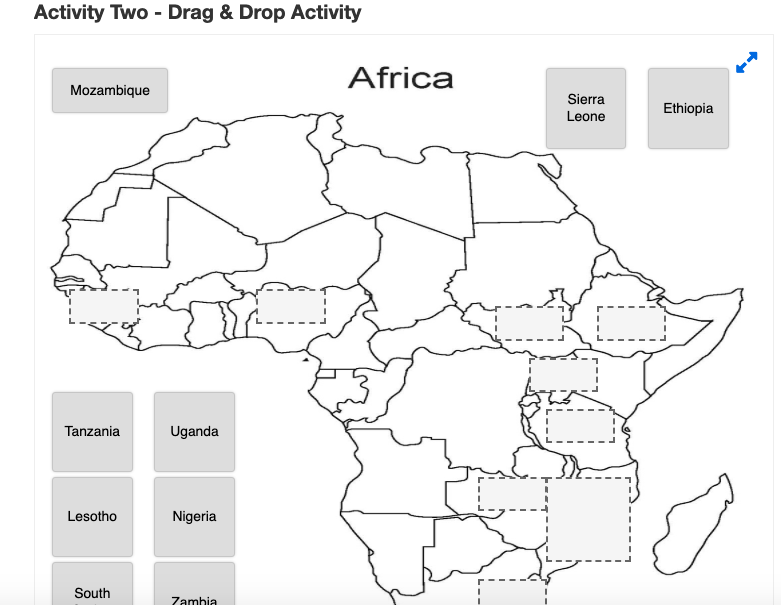 Activity Two - Drag & Drop Activity
Africa
Mozambique
Sierra
Leone
Ethiopia
Tanzania
Uganda
Lesotho
Nigeria
South
Zambia